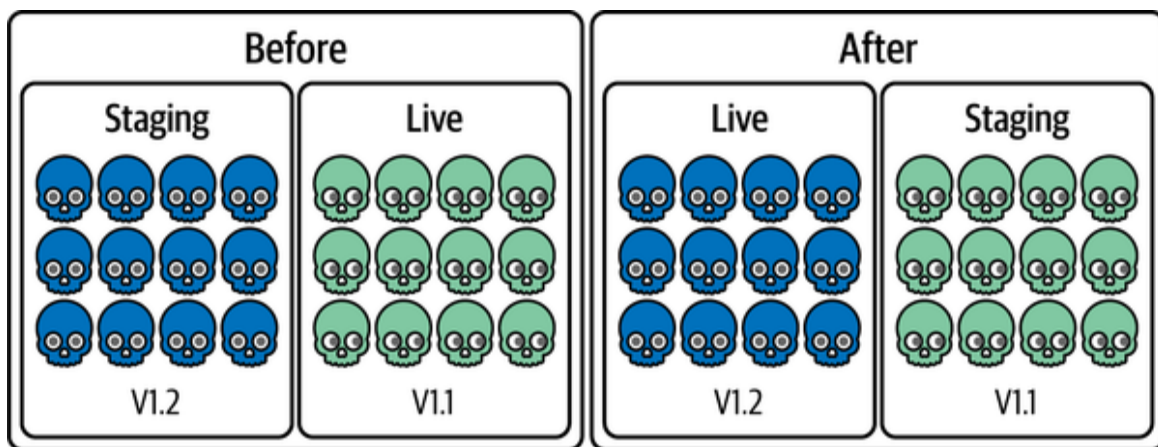 Before
Staging
Live
V1.2
V1.1
After
Live
Staging
V1.2
V1.1